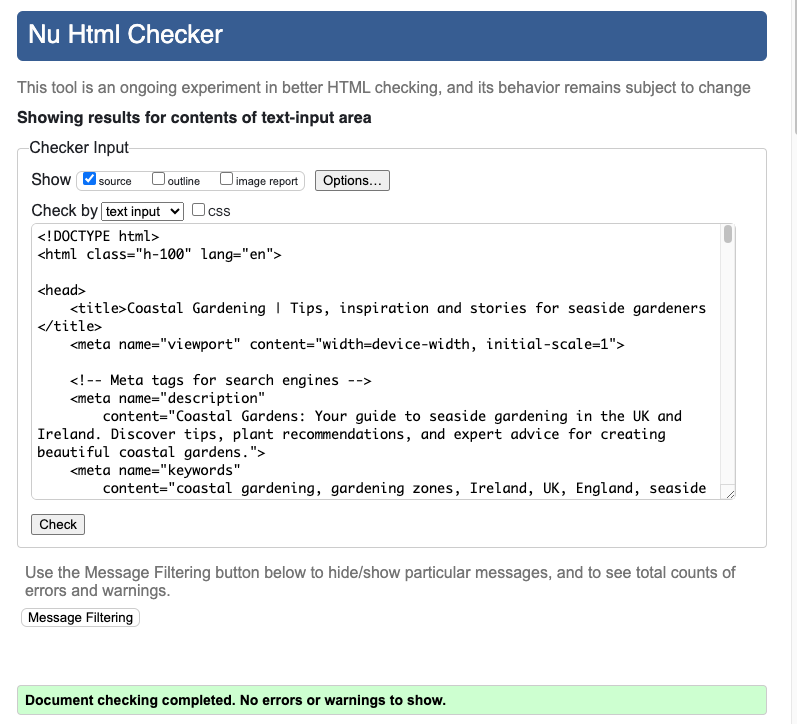 Nu Html Checker
This tool is an ongoing experiment in better HTML checking, and its behavior remains subject to change
Showing results for contents of text-input area
Checker Input
Show source outline image report Options...
Check by text input CSS
<!DOCTYPE html>
<html class="h-100" lang="en">
<head>
<title>Coastal Gardening | Tips, inspiration and stories for seaside gardeners
</title>
<meta name="viewport" content="width=device-width, initial-scale=1">
<!-- Meta tags for search engines -->
<meta name="description"
content="Coastal Gardens: Your guide to seaside gardening in the UK and
Ireland. Discover tips, plant recommendations, and expert advice for creating
beautiful coastal gardens.">
<meta name="keywords"
content="coastal gardening, gardening zones, Ireland, UK, England, seaside
Check
Use the Message Filtering button below to hide/show particular messages, and to see total counts of
errors and warnings.
Message Filtering
Document checking completed. No errors or warnings to show.